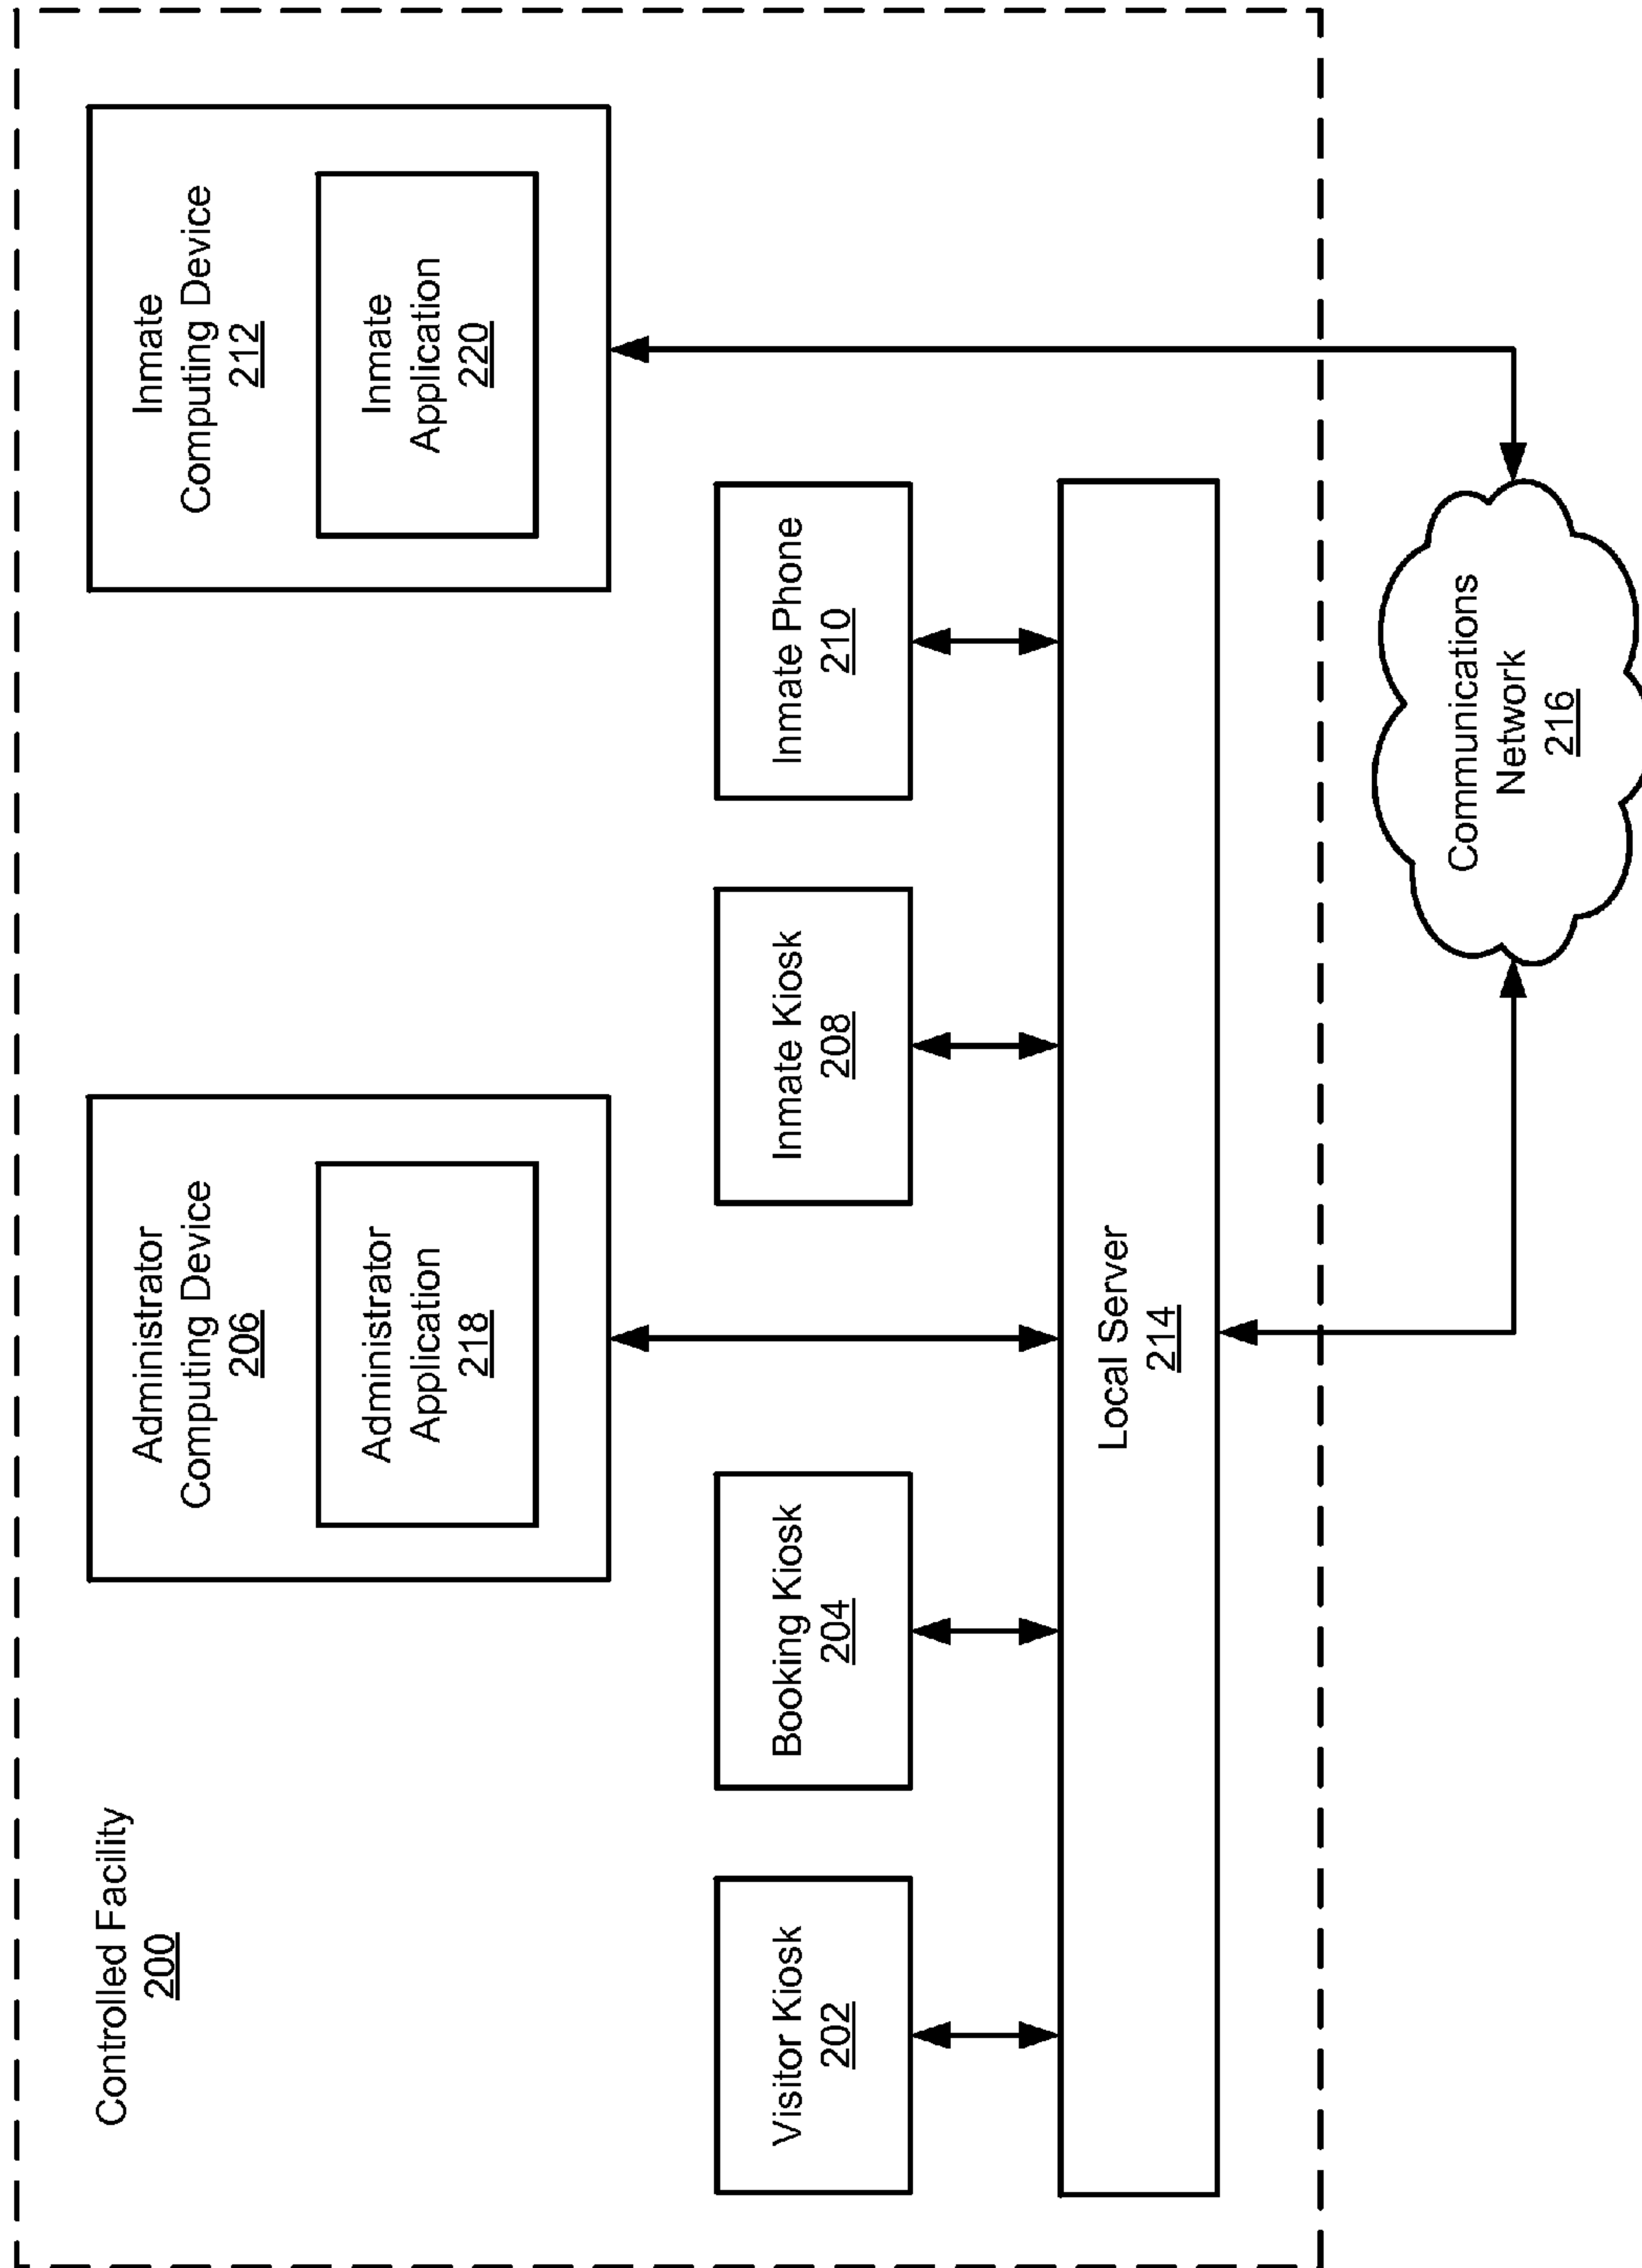 Controlled Facility
200
Administrator
Computing Device
206
Administrator
Application
218
Inmate
Computing Device
212
Inmate
Application
220
Visitor Kiosk
202
Booking Kiosk
204
Inmate Kiosk
208
Inmate Phone
210
Local Server
214
Communications
Network
216